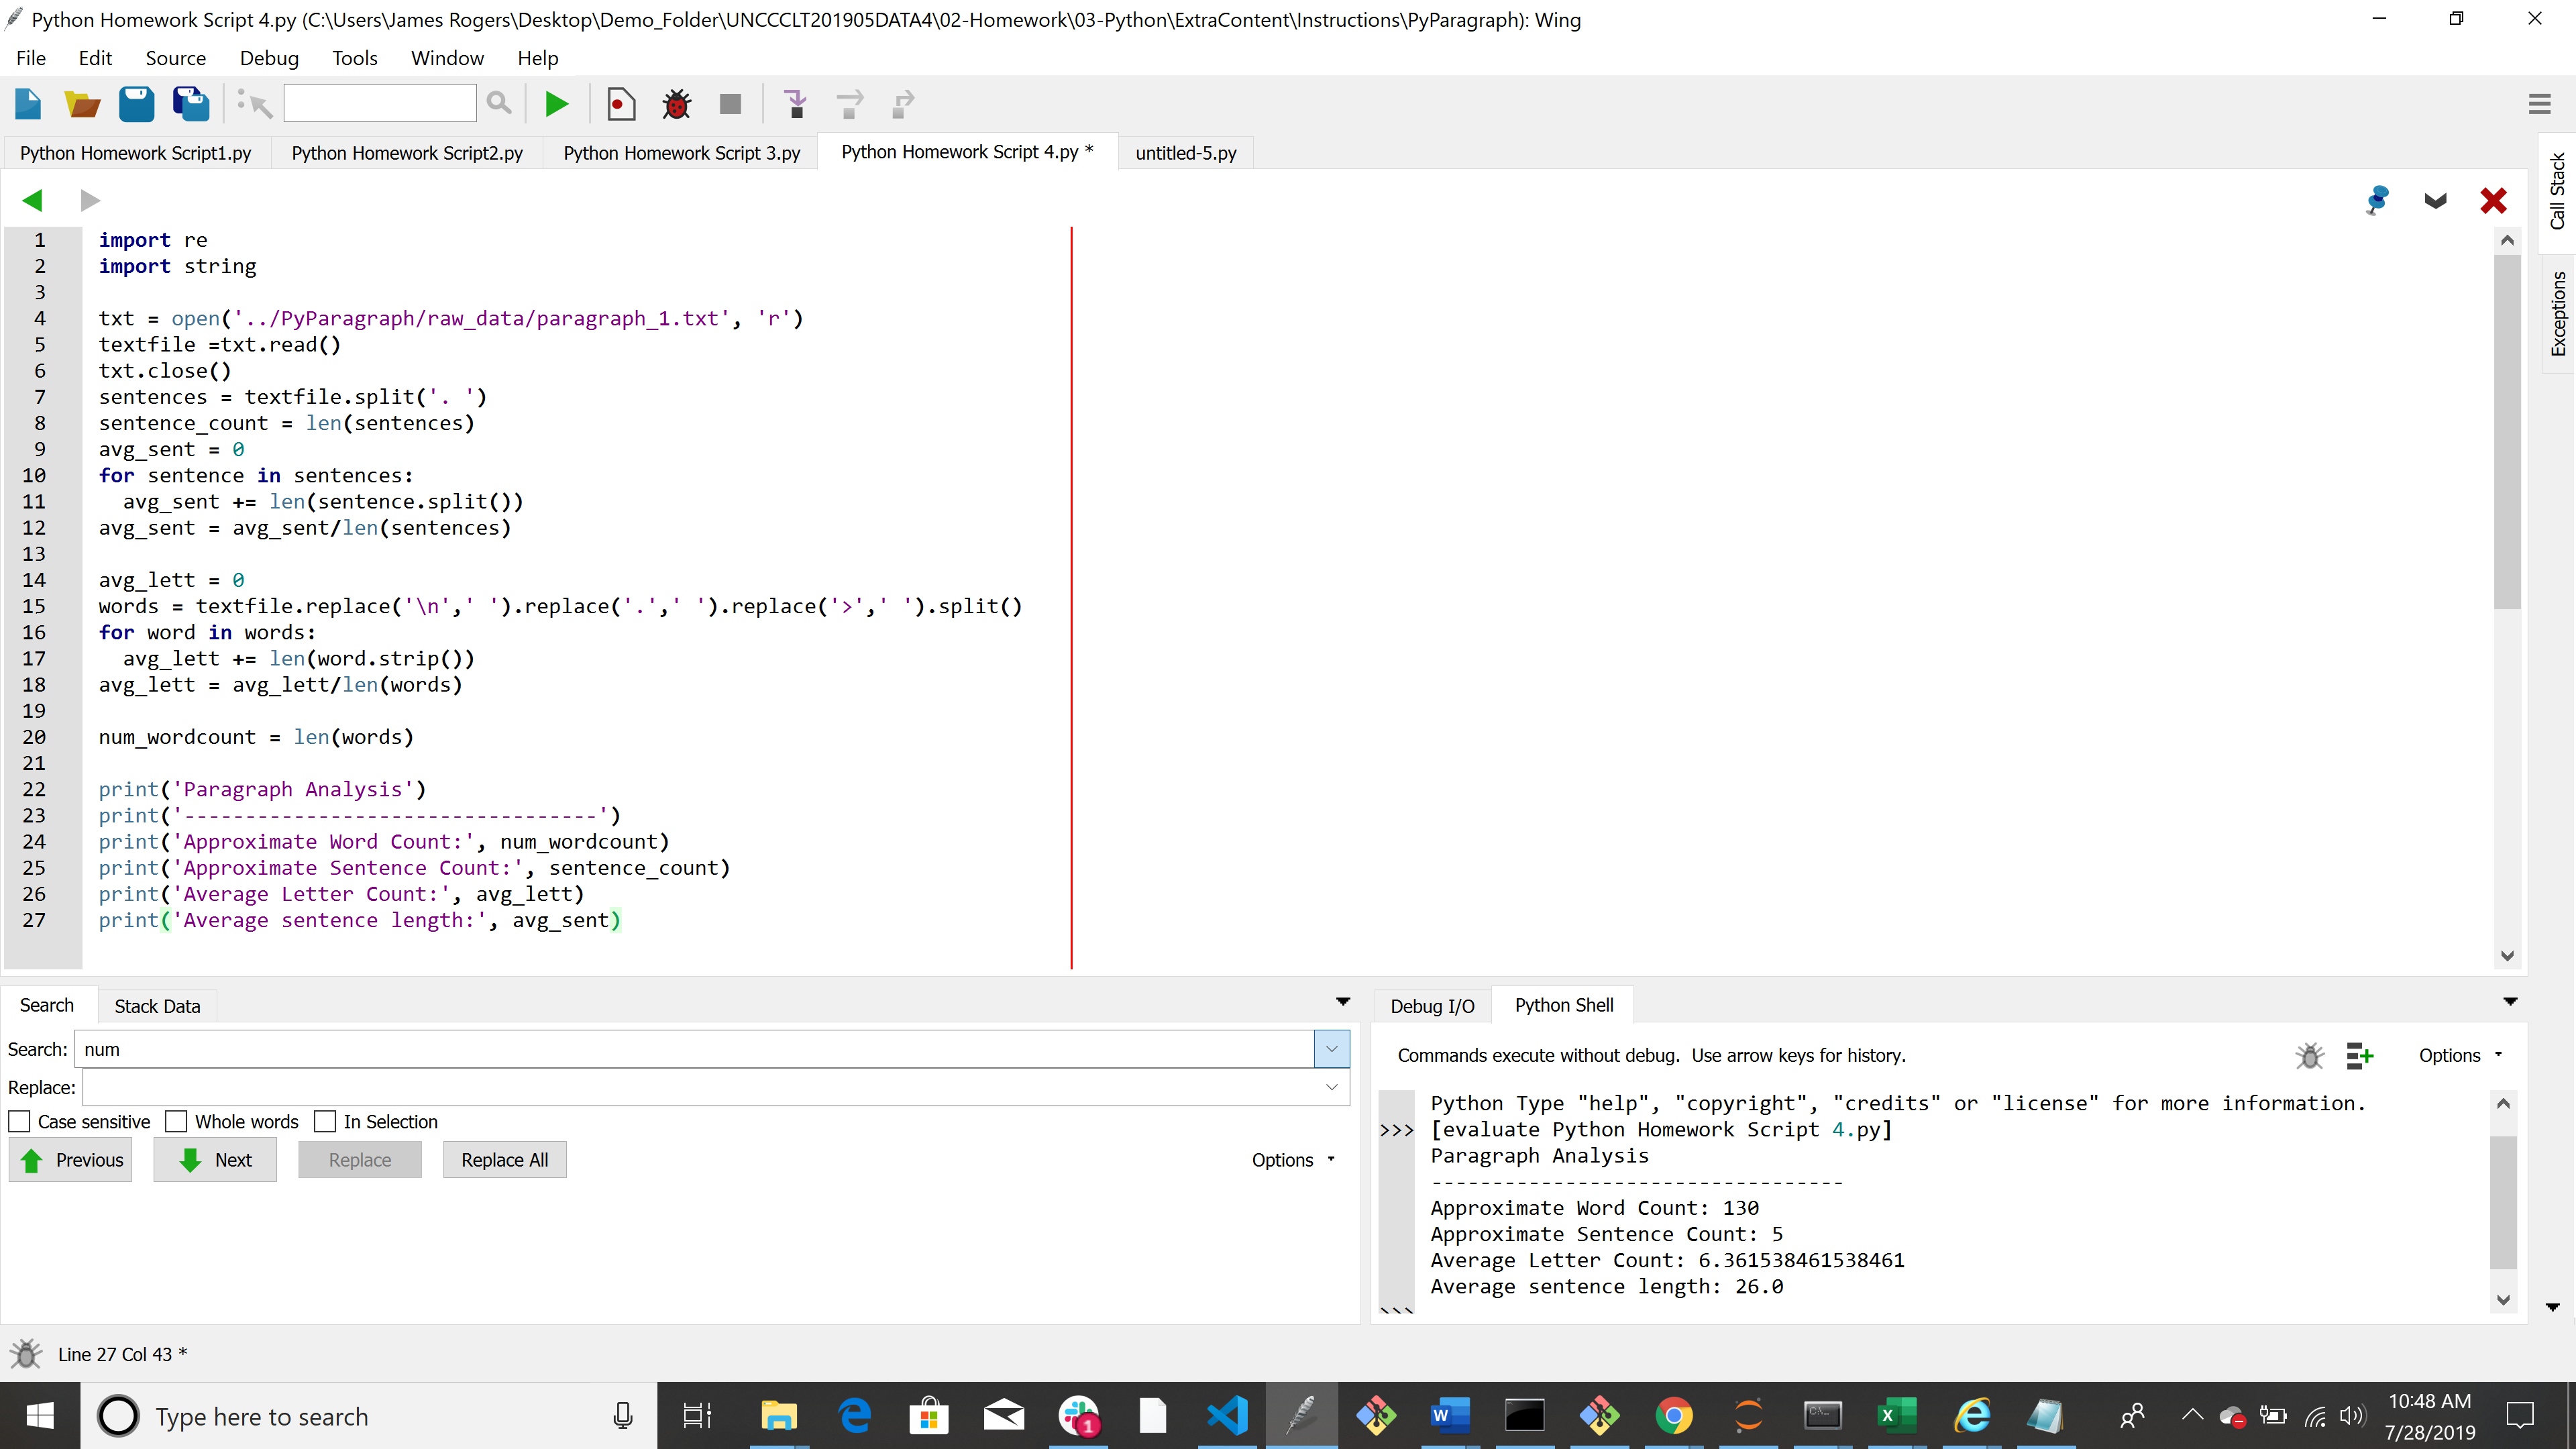 Python Homework Script 4.py (C:\Users\James Rogers\Desktop\Demo_Folder\UNCCCLT201905DATA4\02-Homework\03-Python\ExtraContent\Instructions\PyParagraph): Wing
File Edit Source Debug Tools Window Help
Python Homework Script1.py Python Homework Script2.py Python Homework Script 3.py Python Homework Script 4.py * untitled-5.py
Call Stack
Exceptions
1 import re
2 import string
3
4 txt = open('../PyParagraph/raw_data/paragraph_1.txt', 'r')
5 textfile =txt.read()
6 txt.close()
7 sentences = textfile.split('. ')
8 sentence_count = len(sentences)
9 avg_sent = 0
10 for sentence in sentences:
11 avg_sent += len(sentence.split())
12 avg_sent = avg_sent/len(sentences)
13
14 avg_lett = 0
15 words = textfile.replace('\n',' ').replace('.',' ').replace('>',' ').split()
16 for word in words:
17 avg_lett += len(word.strip())
18 avg_lett = avg_lett/len(words)
19
20 num_wordcount = len(words)
21
22 print('Paragraph Analysis')
23 print('----------------------------------')
24 print('Approximate Word Count:', num_wordcount)
25 print('Approximate Sentence Count:', sentence_count)
26 print('Average Letter Count:', avg_lett)
27 print('Average sentence length:', avg_sent)
Search Stack Data
Search: num
Replace:
Case sensitive Whole words In Selection
Previous Next Replace Replace All Options
Debug I/O Python Shell
Commands execute without debug. Use arrow keys for history. Options
Python Type "help", "copyright", "credits" or "license" for more information.
>>> [evaluate Python Homework Script 4.py]
Paragraph Analysis
----------------------------------
Approximate Word Count: 130
Approximate Sentence Count: 5
Average Letter Count: 6.361538461538461
Average sentence length: 26.0
Line 27 Col 43 *
Type here to search
1
10:48 AM
7/28/2019